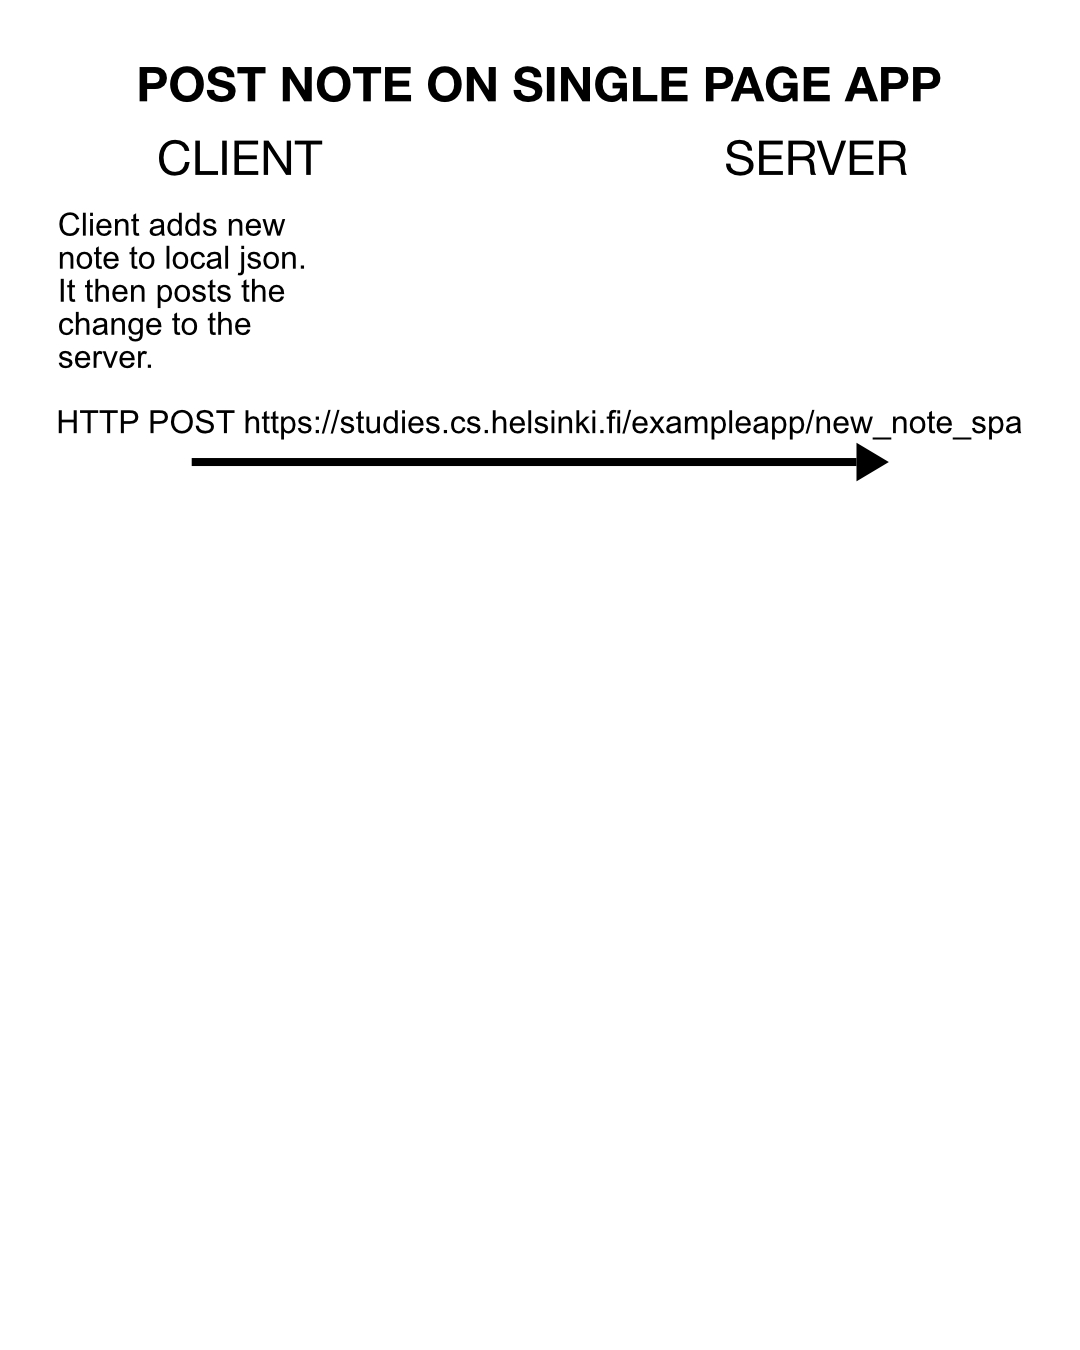 POST NOTE ON SINGLE PAGE APP
CLIENT
SERVER
Client adds new
note to local json.
It then posts the
change to the
server.
HTTP POST https://studies.cs.helsinki.fi/exampleapp/new_note_spa